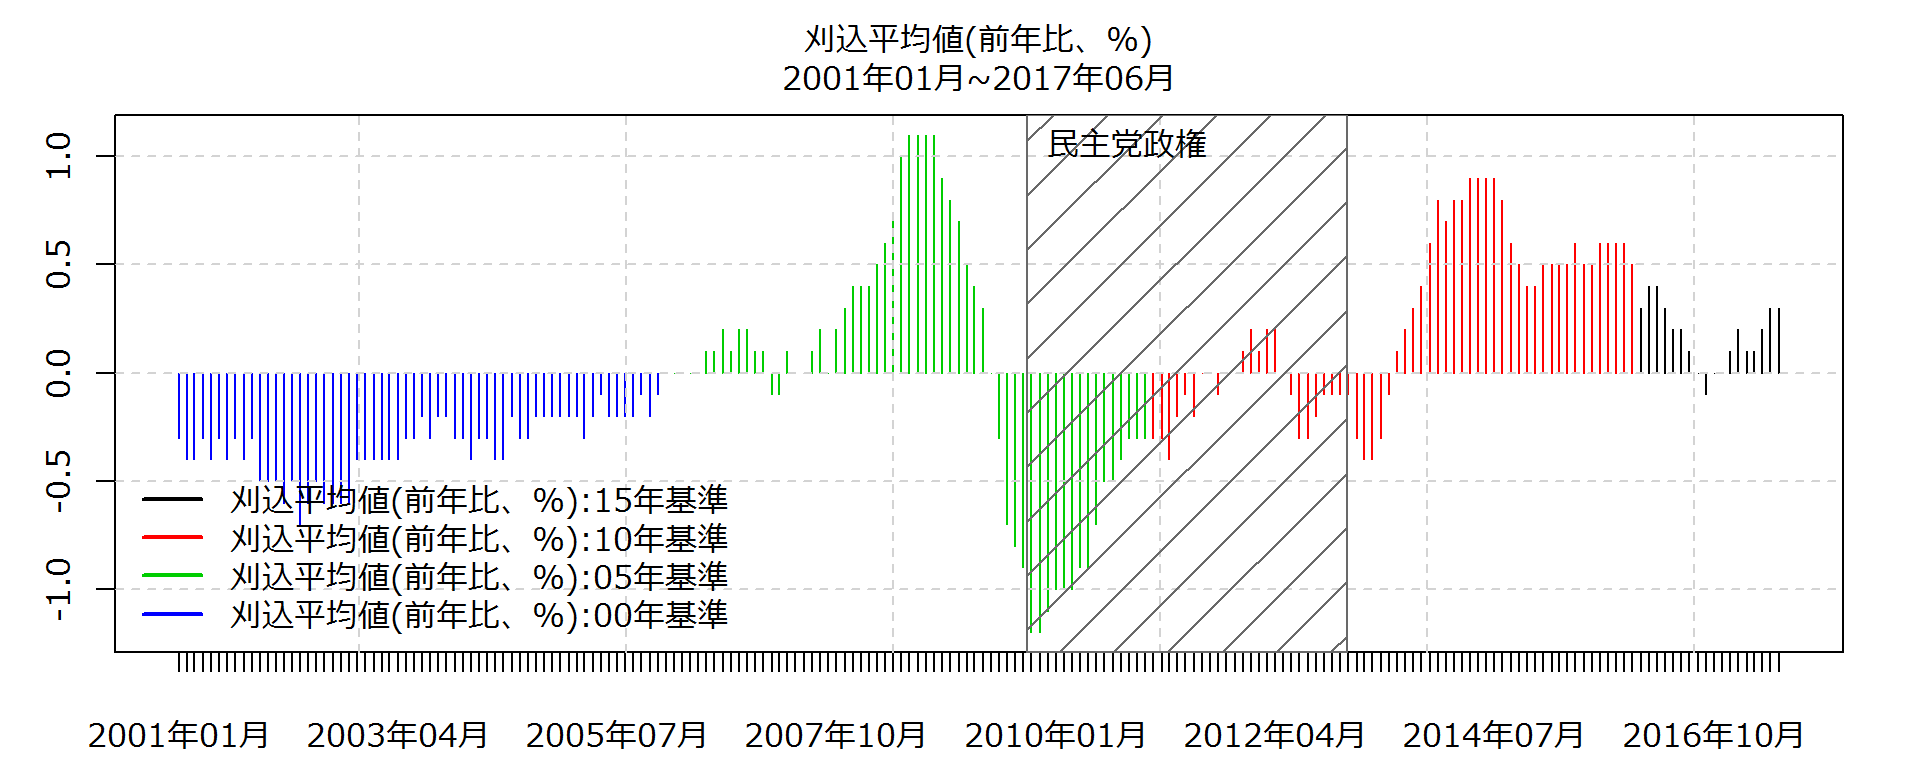 刈込平均値(前年比、%)
2001年01月~2017年06月
民主党政権
1.0
0.5
0.0
-0.5
-1.0
刈込平均値(前年比、%):15年基準
刈込平均値(前年比、%):10年基準
刈込平均値(前年比、%):05年基準
刈込平均値(前年比、%):00年基準
2001年01月 2003年04月 2005年07月 2007年10月 2010年01月 2012年04月 2014年07月 2016年10月